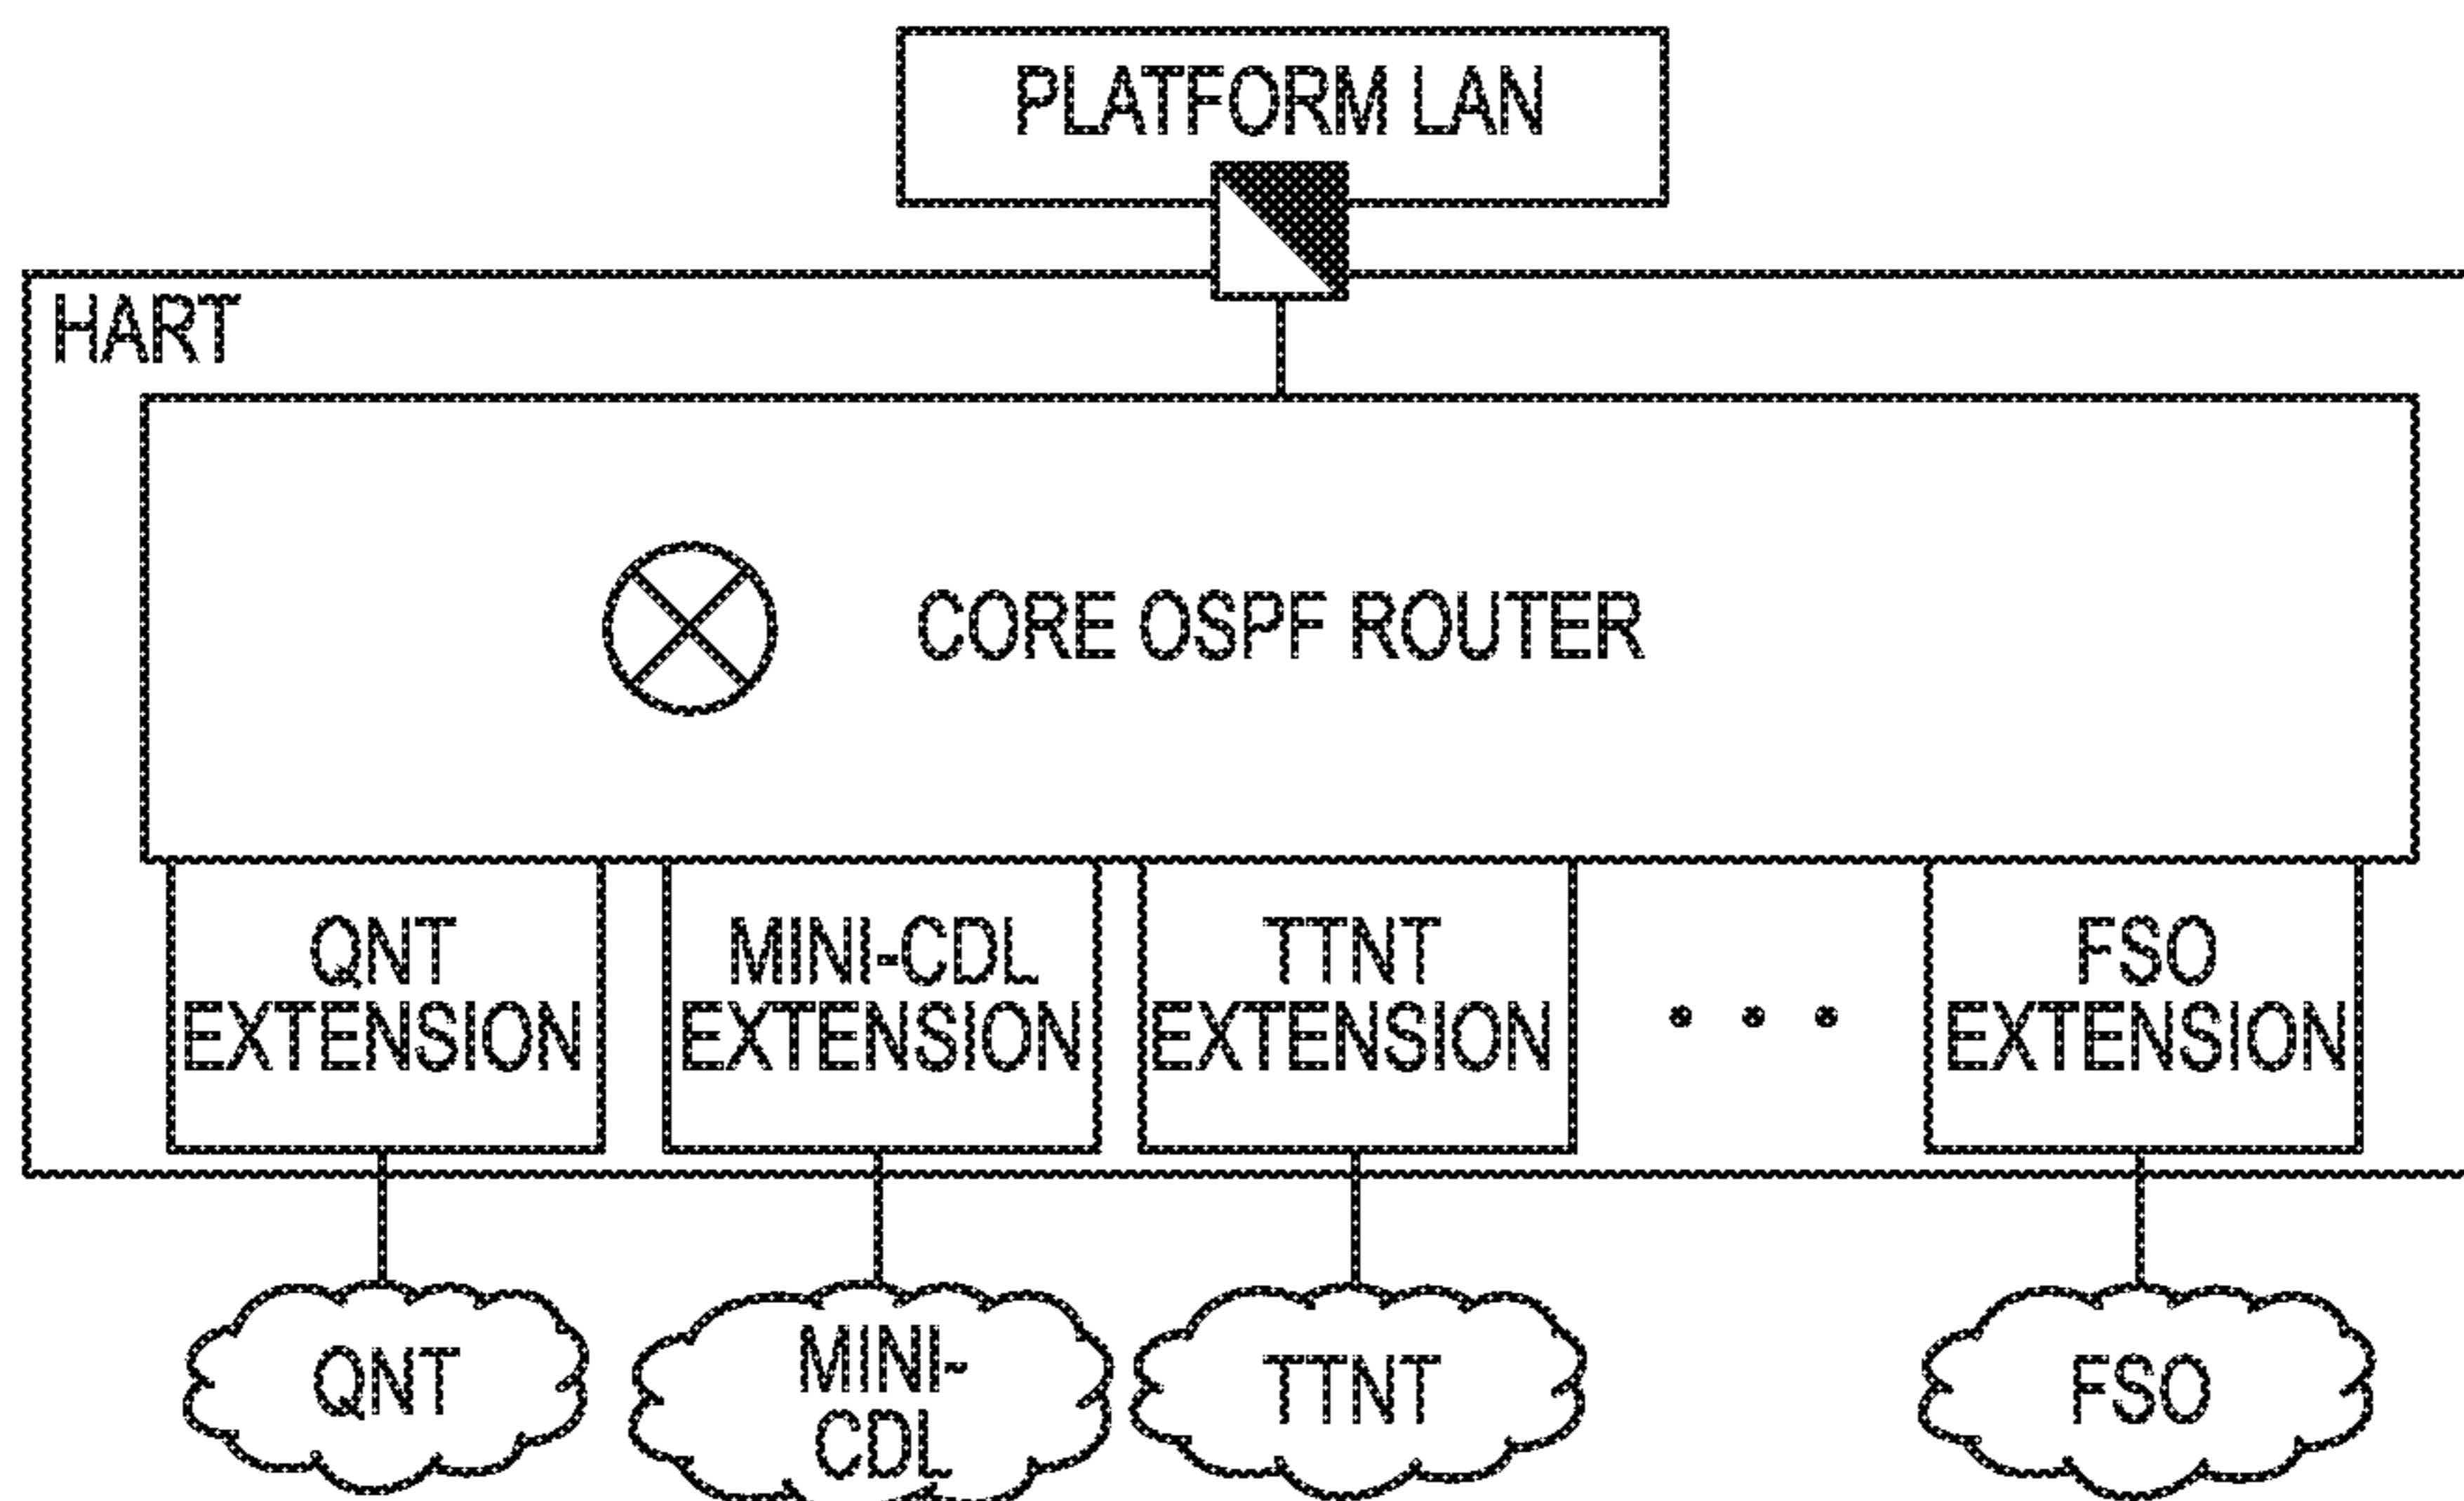 PLATFORM LAN
HART
CORE OSPF ROUTER
QNT
EXTENSION
MINI-CDL
EXTENSION
TTNT
EXTENSION
FSO
EXTENSION
QNT
MINI-
CDL
TTNT
FSO